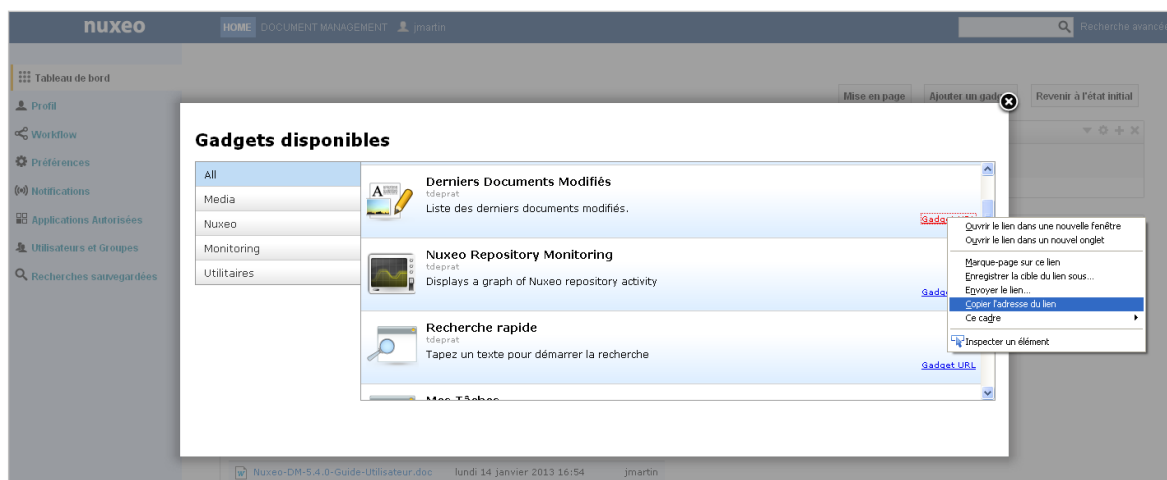 nuxeo
HOME DOCUMENT MANAGEMENT jmartin
Recherche avancée
Tableau de bord
Profil
Workflow
Préférences
Notifications
Applications Autorisées
Utilisateurs et Groupes
Recherches sauvegardées
Mise en page
Ajouter un
Revenir à l'état initial
Gadgets disponibles
All
Media
Nuxeo
Monitoring
Utilitaires
Derniers Documents Modifiés
tdeprat
Liste des derniers documents modifiés.
Gadget URL
Nuxeo Repository Monitoring
tdeprat
Displays a graph of Nuxeo repository activity
Recherche rapide
tdeprat
Tapez un texte pour démarrer la recherche
Gadget URL
Mes Tâches
Ouvrir le lien dans une nouvelle fenêtre
Ouvrir le lien dans un nouvel onglet
Marque-page sur ce lien
Enregistrer la cible du lien sous...
Envoyer le lien...
Copier l'adresse du lien
Ce cadre
Inspecter un élément
Nuxeo-DM-5.4.0-Guide-Utilisateur.doc lundi 14 janvier 2013 16:54 jmartin